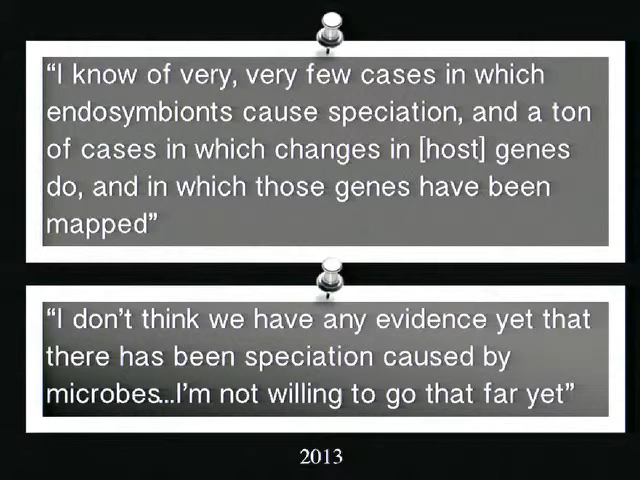 “I know of very, very few cases in which
endosymbionts cause speciation, and a ton
of cases in which changes in [host] genes
do, and in which those genes have been
mapped”
“I don’t think we have any evidence yet that
there has been speciation caused by
microbes...I’m not willing to go that far yet”
2013